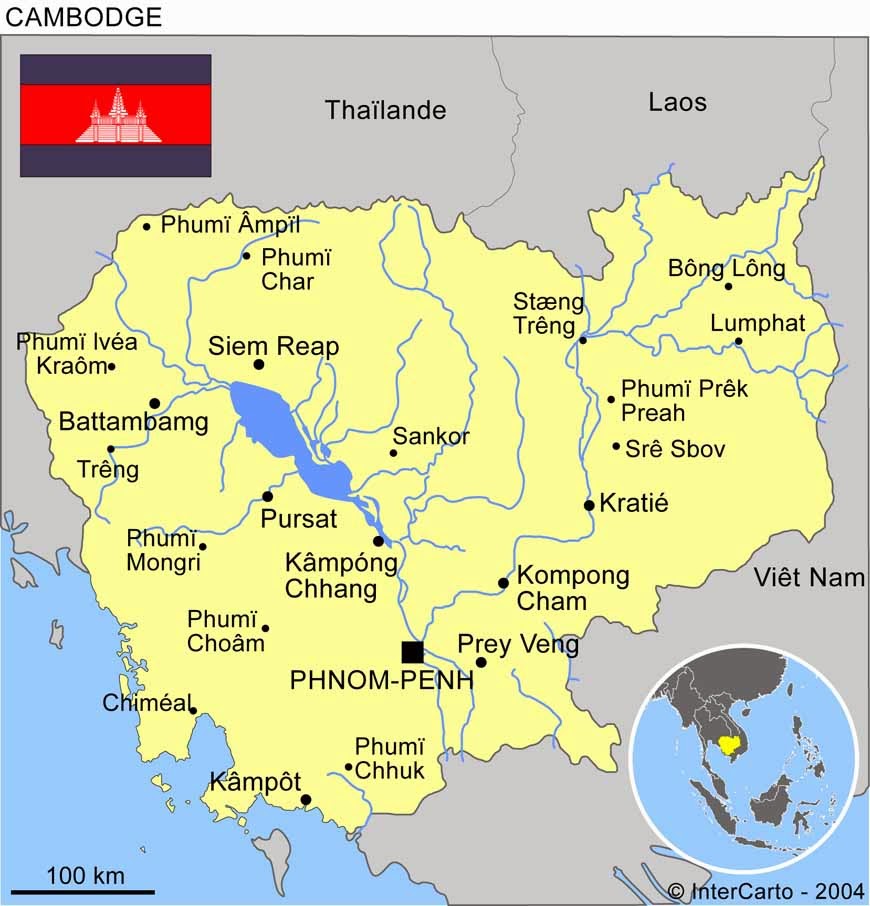 CAMBODGE
Thaïlande
Laos
Phumï Âmpïl
Phumï
Char
Bông Lông
Stæng
Trêng
Lumphat
Phumï Ivéa
Kraôm
Siem Reap
Phumï Prêk
Preah
Battambamg
Sankor
Srê Sbov
Trêng
Kratié
Pursat
Phumï
Mongri
Kâmpóng
Chhang
Kompong
Cham
Viêt Nam
Phumï
Choâm
Prey Veng
PHNOM-PENH
Chiméal
Phumï
Chhuk
Kâmpôt
100 km
© InterCarto - 2004